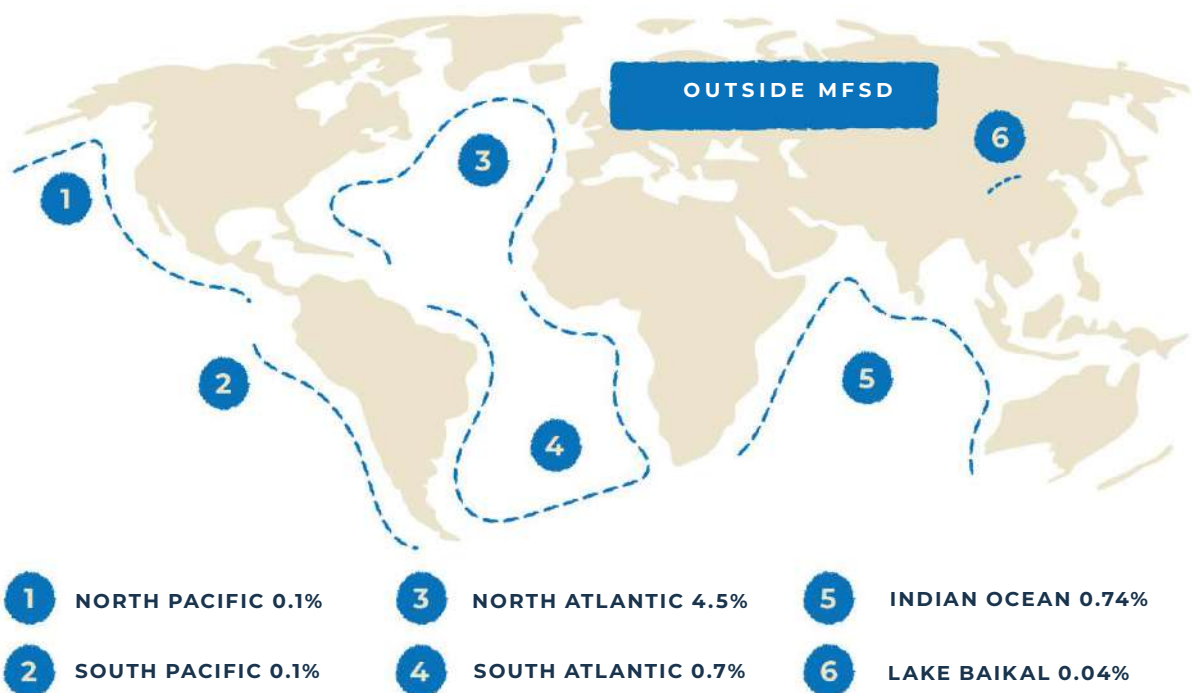 OUTSIDE MFSD
6
3
1
2
5
4
1 NORTH PACIFIC 0.1%
3 NORTH ATLANTIC 4.5%
5 INDIAN OCEAN 0.74%
2 SOUTH PACIFIC 0.1%
4 SOUTH ATLANTIC 0.7%
6 LAKE BAIKAL 0.04%